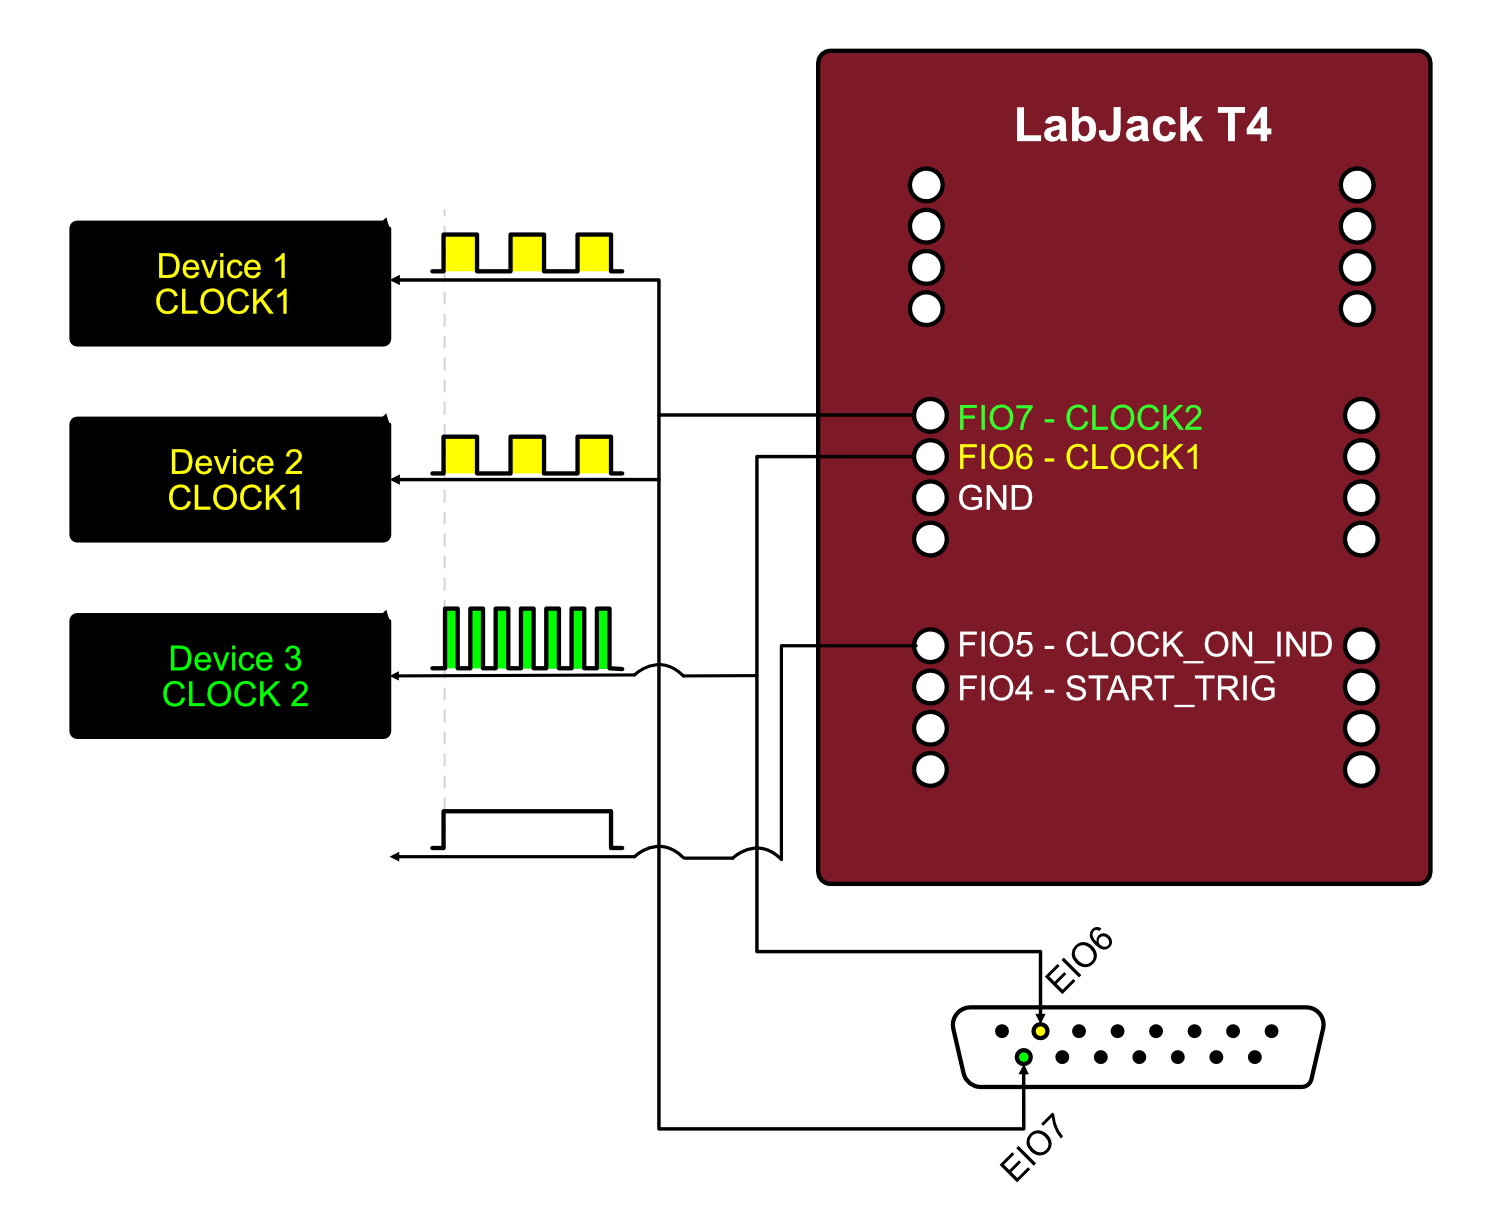 LabJack T4
Device 1
CLOCK1
Device 2
CLOCK1
Device 3
CLOCK 2
FIO7 - CLOCK2
FIO6 - CLOCK1
GND
FIO5 - CLOCK_ON_IND
FIO4 - START_TRIG
EIO6
EIO7